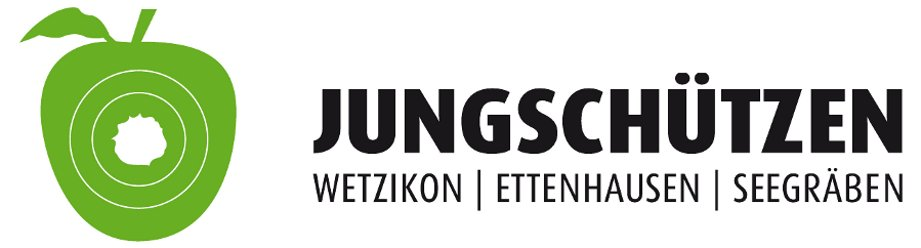 JUNGSCHÜTZEN
WETZIKON | ETTENHAUSEN | SEEGRÄBEN